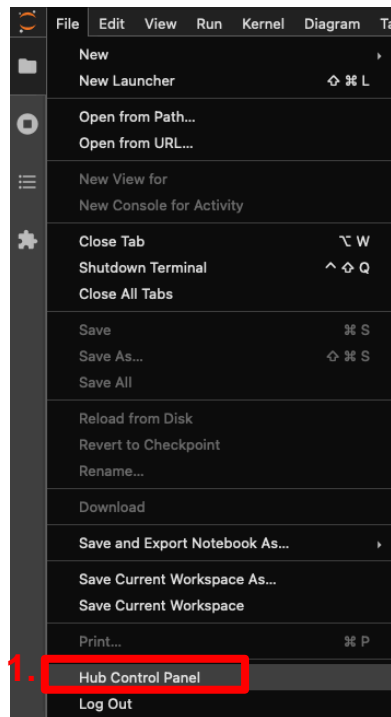 File Edit View Run Kernel Diagram
New
New Launcher ⇧ ⌘ L
Open from Path...
Open from URL...
New View for
New Console for Activity
Close Tab ⌥ W
Shutdown Terminal ^ ⇧ Q
Close All Tabs
Save ⌘ S
Save As... ⇧ ⌘ S
Save All
Reload from Disk
Revert to Checkpoint
Rename...
Download
Save and Export Notebook As...
Save Current Workspace As...
Save Current Workspace
Print... ⌘ P
1. Hub Control Panel
Log Out